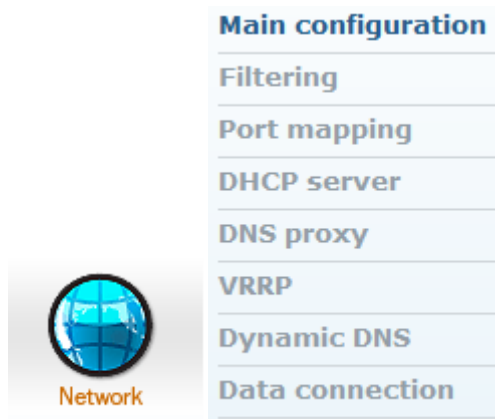 Main configuration
Filtering
Port mapping
DHCP server
DNS proxy
VRRP
Dynamic DNS
Data connection
Network